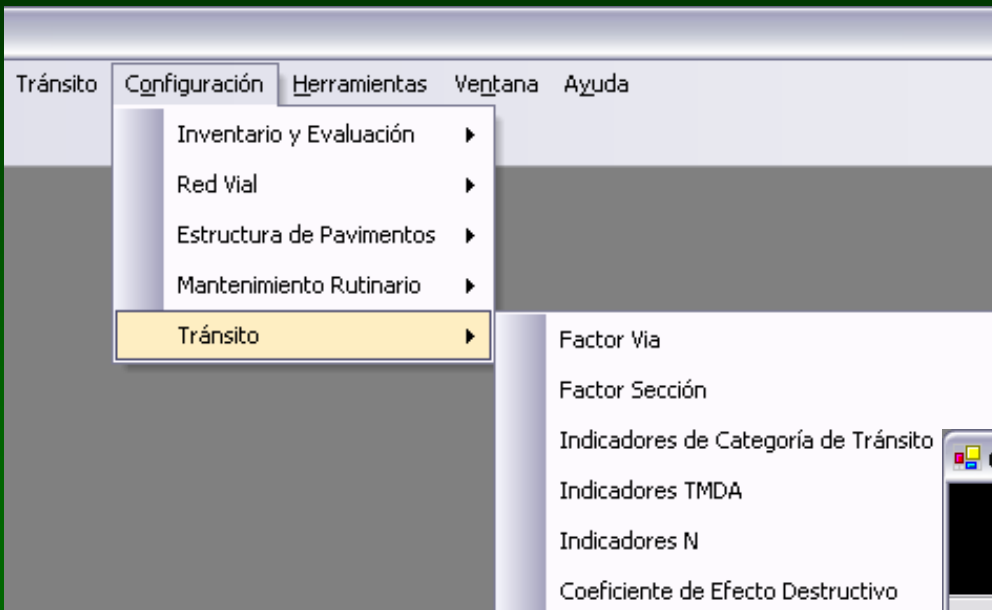 Tránsito Configuración Herramientas Ventana Ayuda
Inventario y Evaluación
Red Vial
Estructura de Pavimentos
Mantenimiento Rutinario
Tránsito
Factor Via
Factor Sección
Indicadores de Categoría de Tránsito
Indicadores TMDA
Indicadores N
Coeficiente de Efecto Destructivo